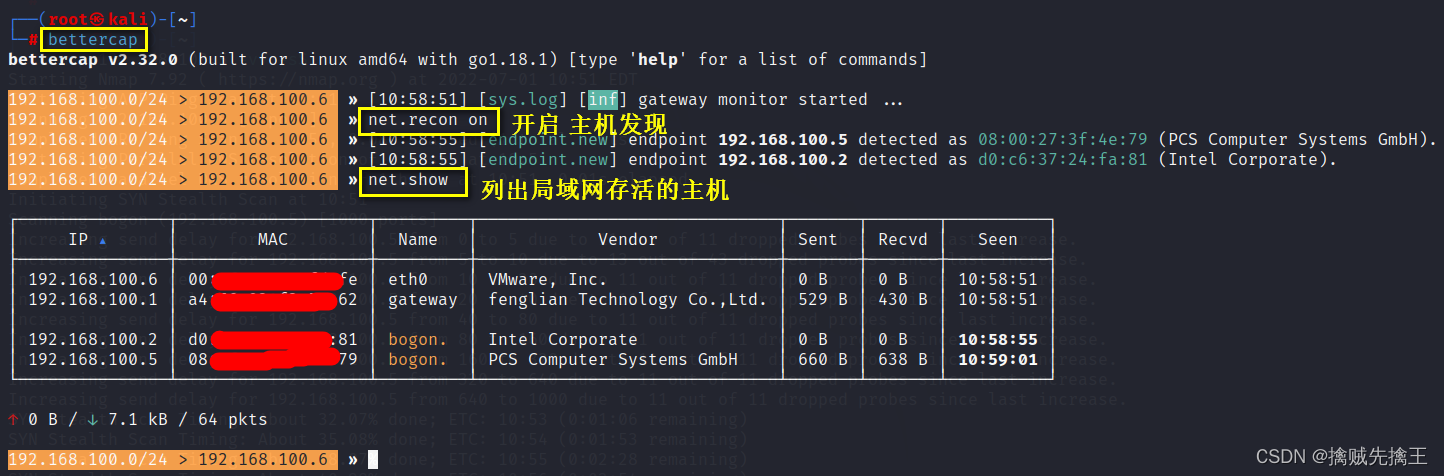 (root㉿kali)-[~]
# bettercap
bettercap v2.32.0 (built for linux amd64 with go1.18.1) [type 'help' for a list of commands]
192.168.100.0/24 > 192.168.100.6 » [10:58:51] [sys.log] [inf] gateway monitor started ...
192.168.100.0/24 > 192.168.100.6 » net.recon on 开启 主机发现
192.168.100.0/24 > 192.168.100.6 » [10:58:55] [endpoint.new] endpoint 192.168.100.5 detected as 08:00:27:3f:4e:79 (PCS Computer Systems GmbH).
192.168.100.0/24 > 192.168.100.6 » [10:58:55] [endpoint.new] endpoint 192.168.100.2 detected as d0:c6:37:24:fa:81 (Intel Corporate).
192.168.100.0/24 > 192.168.100.6 » net.show 列出局域网存活的主机
IP ▲ MAC Name Vendor Sent Recvd Seen
192.168.100.6 00: fe eth0 VMware, Inc. 0 B 0 B 10:58:51
192.168.100.1 a4: 62 gateway fenglian Technology Co.,Ltd. 529 B 430 B 10:58:51
192.168.100.2 d0 :81 bogon. Intel Corporate 0 B 0 B 10:58:55
192.168.100.5 08 79 bogon. PCS Computer Systems GmbH 660 B 638 B 10:59:01
↑ 0 B / ↓ 7.1 kB / 64 pkts
192.168.100.0/24 > 192.168.100.6 »
CSDN @擒贼先擒王